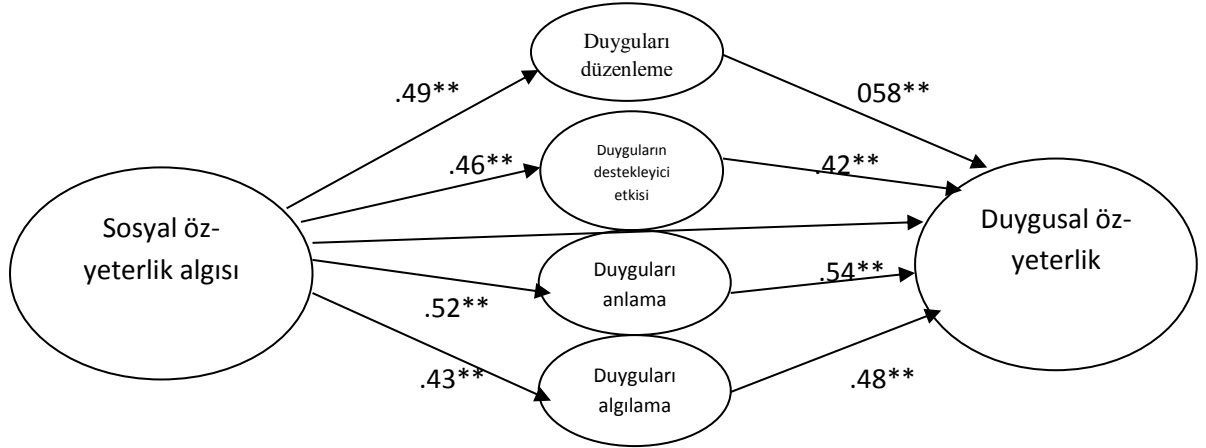 Duyguları
düzenleme
.49**
058**
Duyguların
destekleyici
etkisi
.46**
.42**
Sosyal öz-
yeterlik algısı
Duygusal öz-
yeterlik
Duyguları
anlama
.52**
.54**
Duyguları
algılama
.43**
.48**